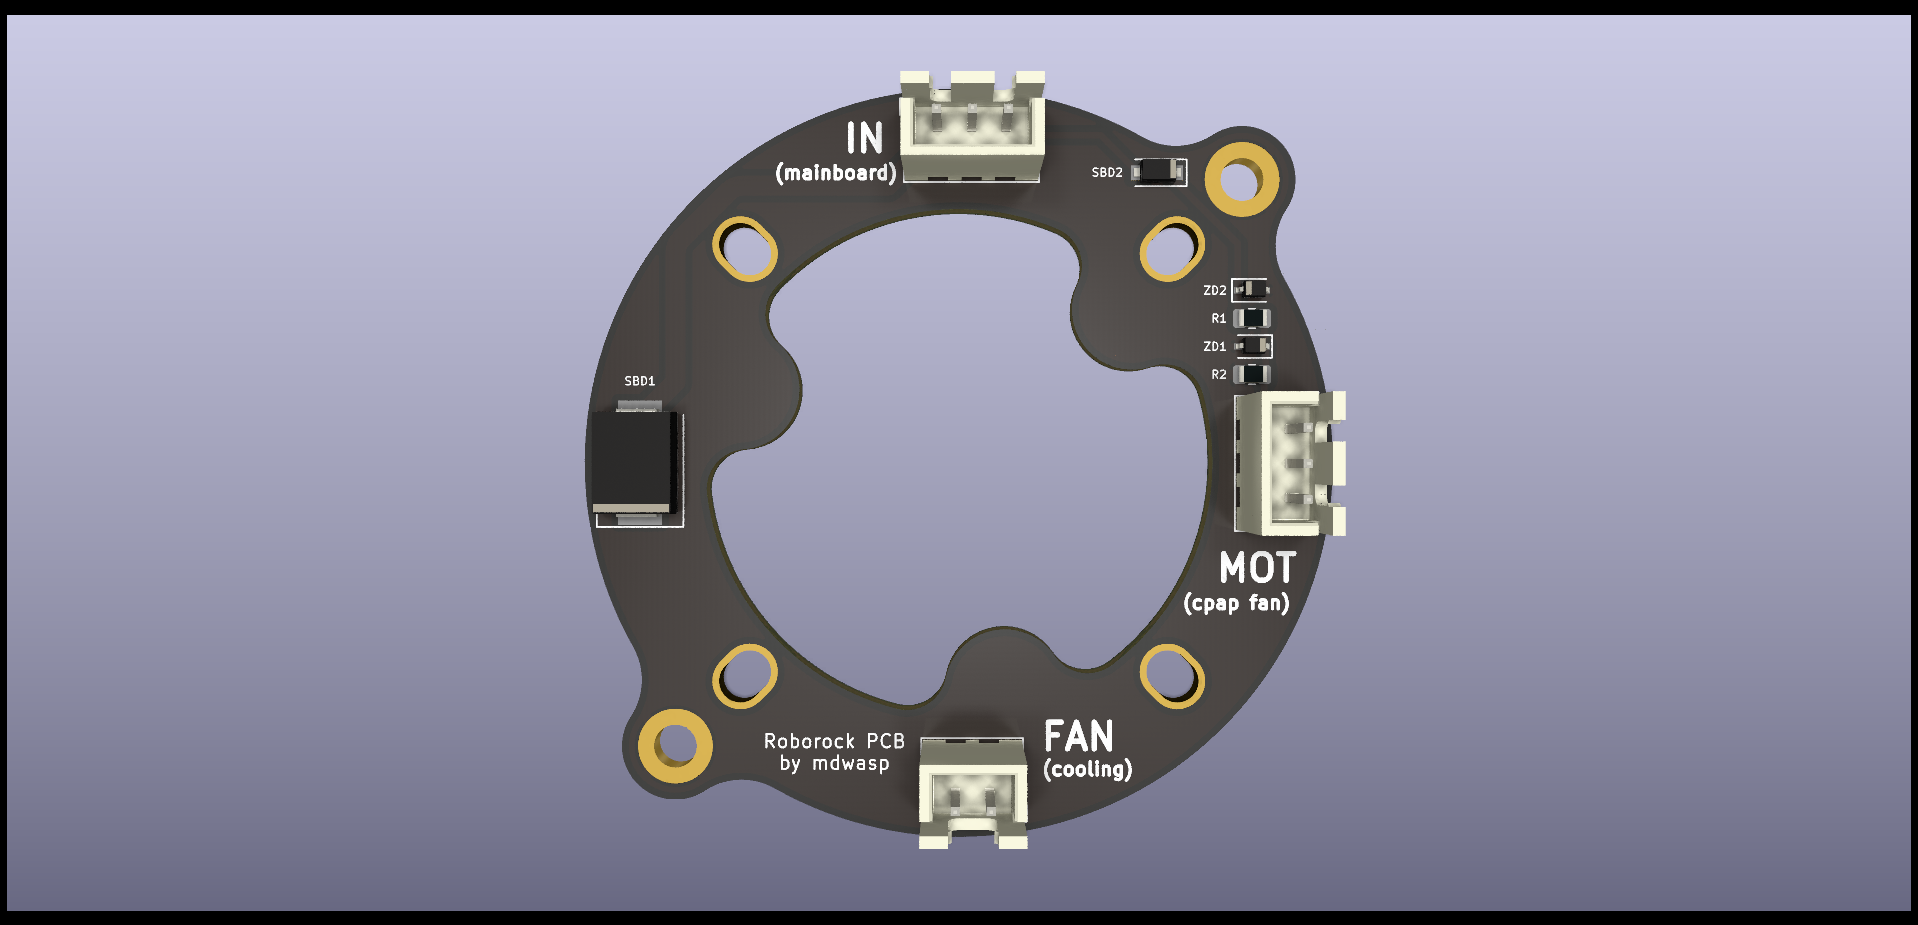 IN
(mainboard)
SBD2
ZD2
R1
ZD1
R2
SBD1
MOT
(cpap fan)
FAN
(cooling)
Roborock PCB
by mdwasp